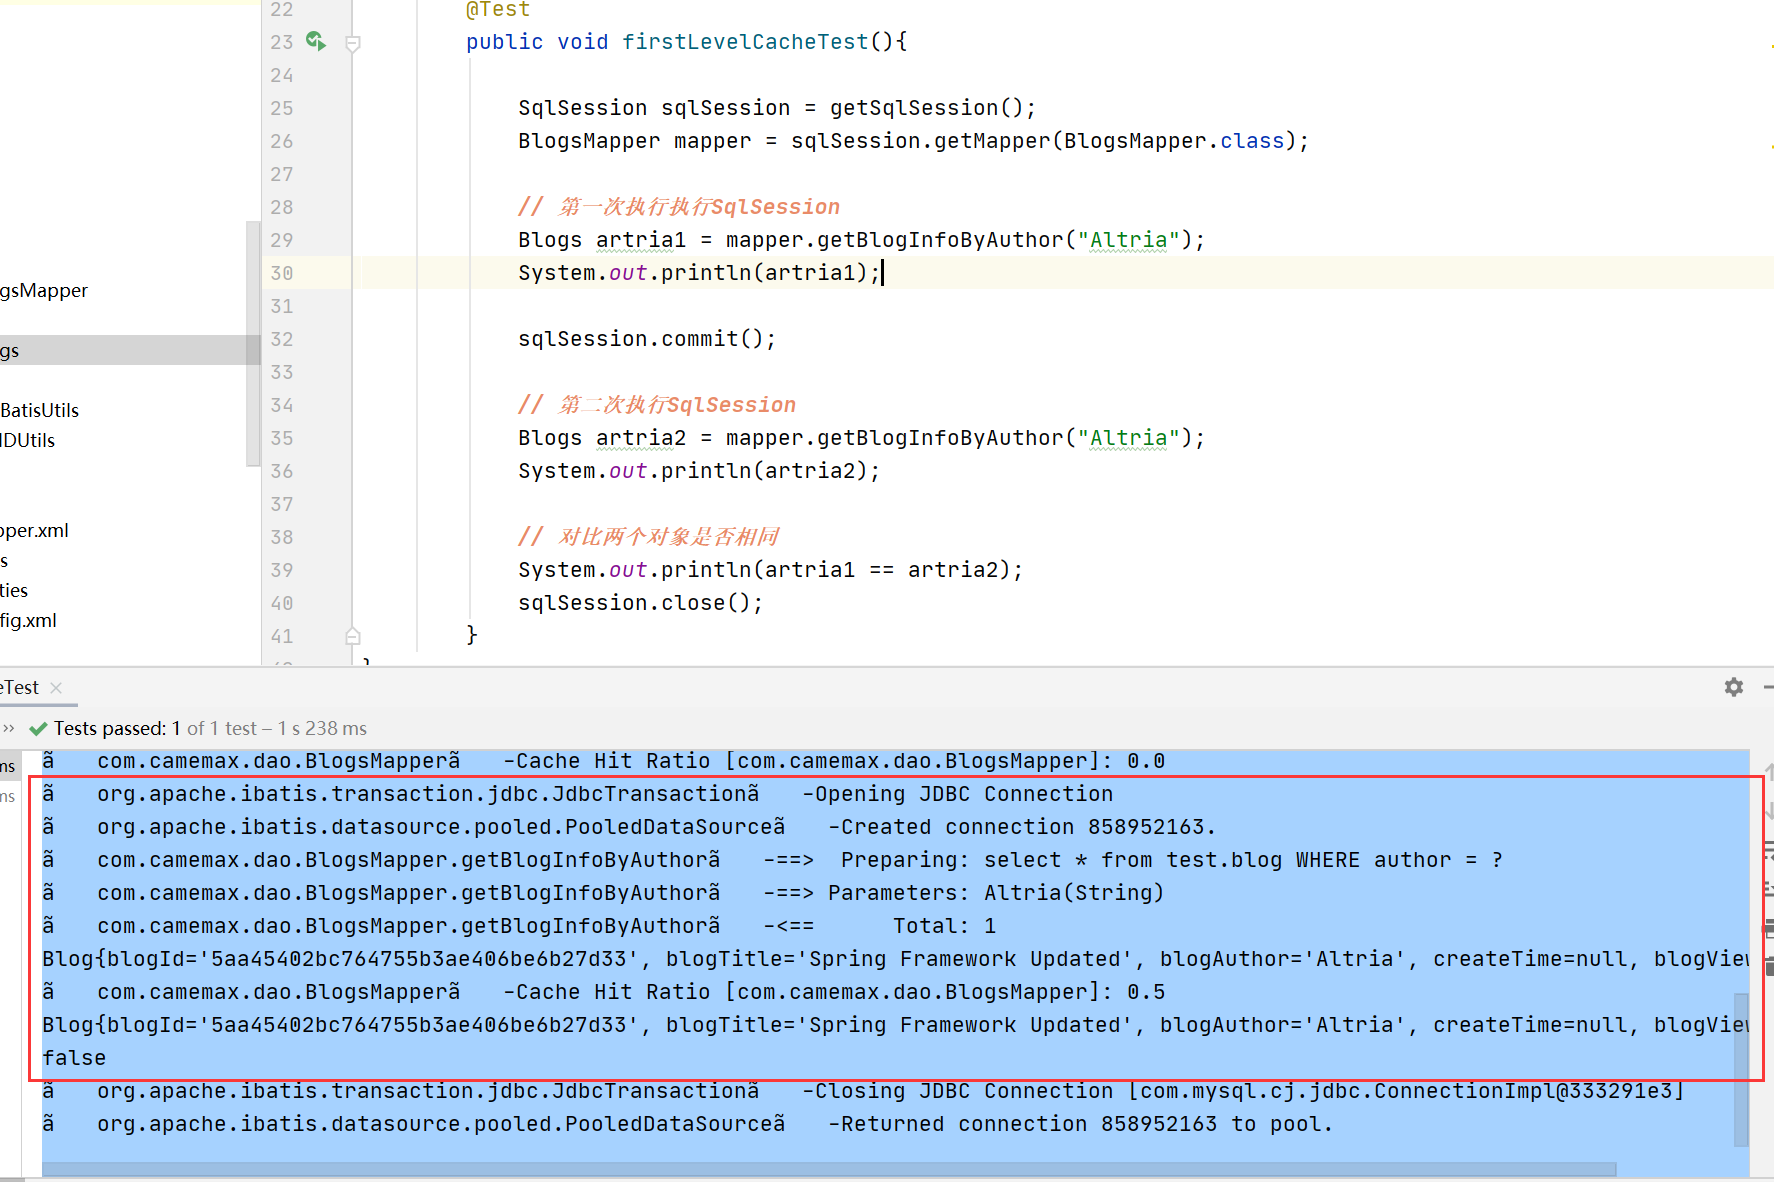 22 @Test
23 public void firstLevelCacheTest(){
24
25 SqlSession sqlSession = getSqlSession();
26 BlogsMapper mapper = sqlSession.getMapper(BlogsMapper.class);
27
28 // 第一次执行执行SqlSession
29 Blogs artria1 = mapper.getBlogInfoByAuthor("Altria");
30 System.out.println(artria1);
31
32 sqlSession.commit();
33
34 // 第二次执行SqlSession
35 Blogs artria2 = mapper.getBlogInfoByAuthor("Altria");
36 System.out.println(artria2);
37
38 // 对比两个对象是否相同
39 System.out.println(artria1 == artria2);
40 sqlSession.close();
41 }
gsMapper
gs
BatisUtils
IDUtils
pper.xml
s
ties
fig.xml
eTest
Tests passed: 1 of 1 test – 1 s 238 ms
ms
ms
ã com.camemax.dao.BlogsMapperã -Cache Hit Ratio [com.camemax.dao.BlogsMapper]: 0.0
ã org.apache.ibatis.transaction.jdbc.JdbcTransactionã -Opening JDBC Connection
ã org.apache.ibatis.datasource.pooled.PooledDataSourceã -Created connection 858952163.
ã com.camemax.dao.BlogsMapper.getBlogInfoByAuthorã -==> Preparing: select * from test.blog WHERE author = ?
ã com.camemax.dao.BlogsMapper.getBlogInfoByAuthorã -==> Parameters: Altria(String)
ã com.camemax.dao.BlogsMapper.getBlogInfoByAuthorã -<== Total: 1
Blog{blogId='5aa45402bc764755b3ae406be6b27d33', blogTitle='Spring Framework Updated', blogAuthor='Altria', createTime=null, blogView
ã com.camemax.dao.BlogsMapperã -Cache Hit Ratio [com.camemax.dao.BlogsMapper]: 0.5
Blog{blogId='5aa45402bc764755b3ae406be6b27d33', blogTitle='Spring Framework Updated', blogAuthor='Altria', createTime=null, blogView
false
ã org.apache.ibatis.transaction.jdbc.JdbcTransactionã -Closing JDBC Connection [com.mysql.cj.jdbc.ConnectionImpl@333291e3]
ã org.apache.ibatis.datasource.pooled.PooledDataSourceã -Returned connection 858952163 to pool.